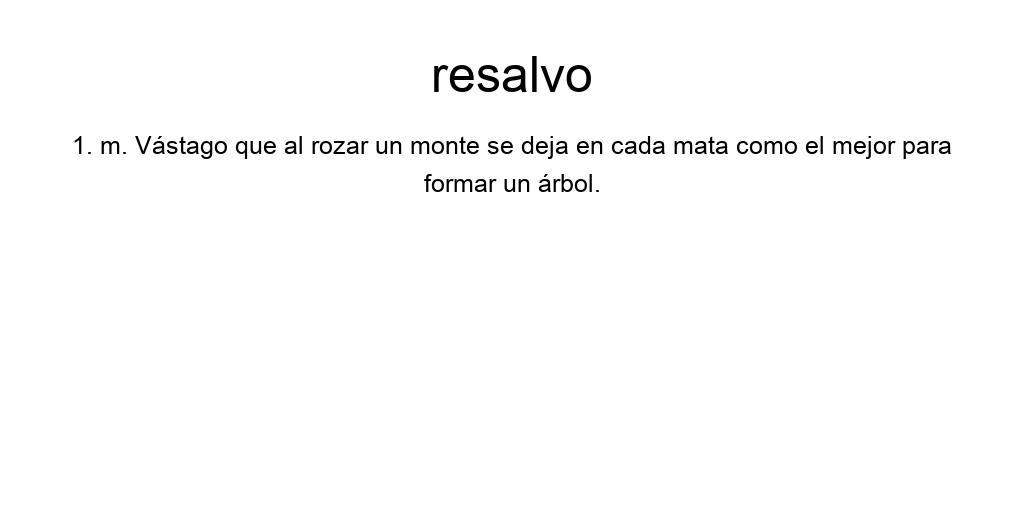 resalvo
1. m. Vástago que al rozar un monte se deja en cada mata como el mejor para
formar un árbol.